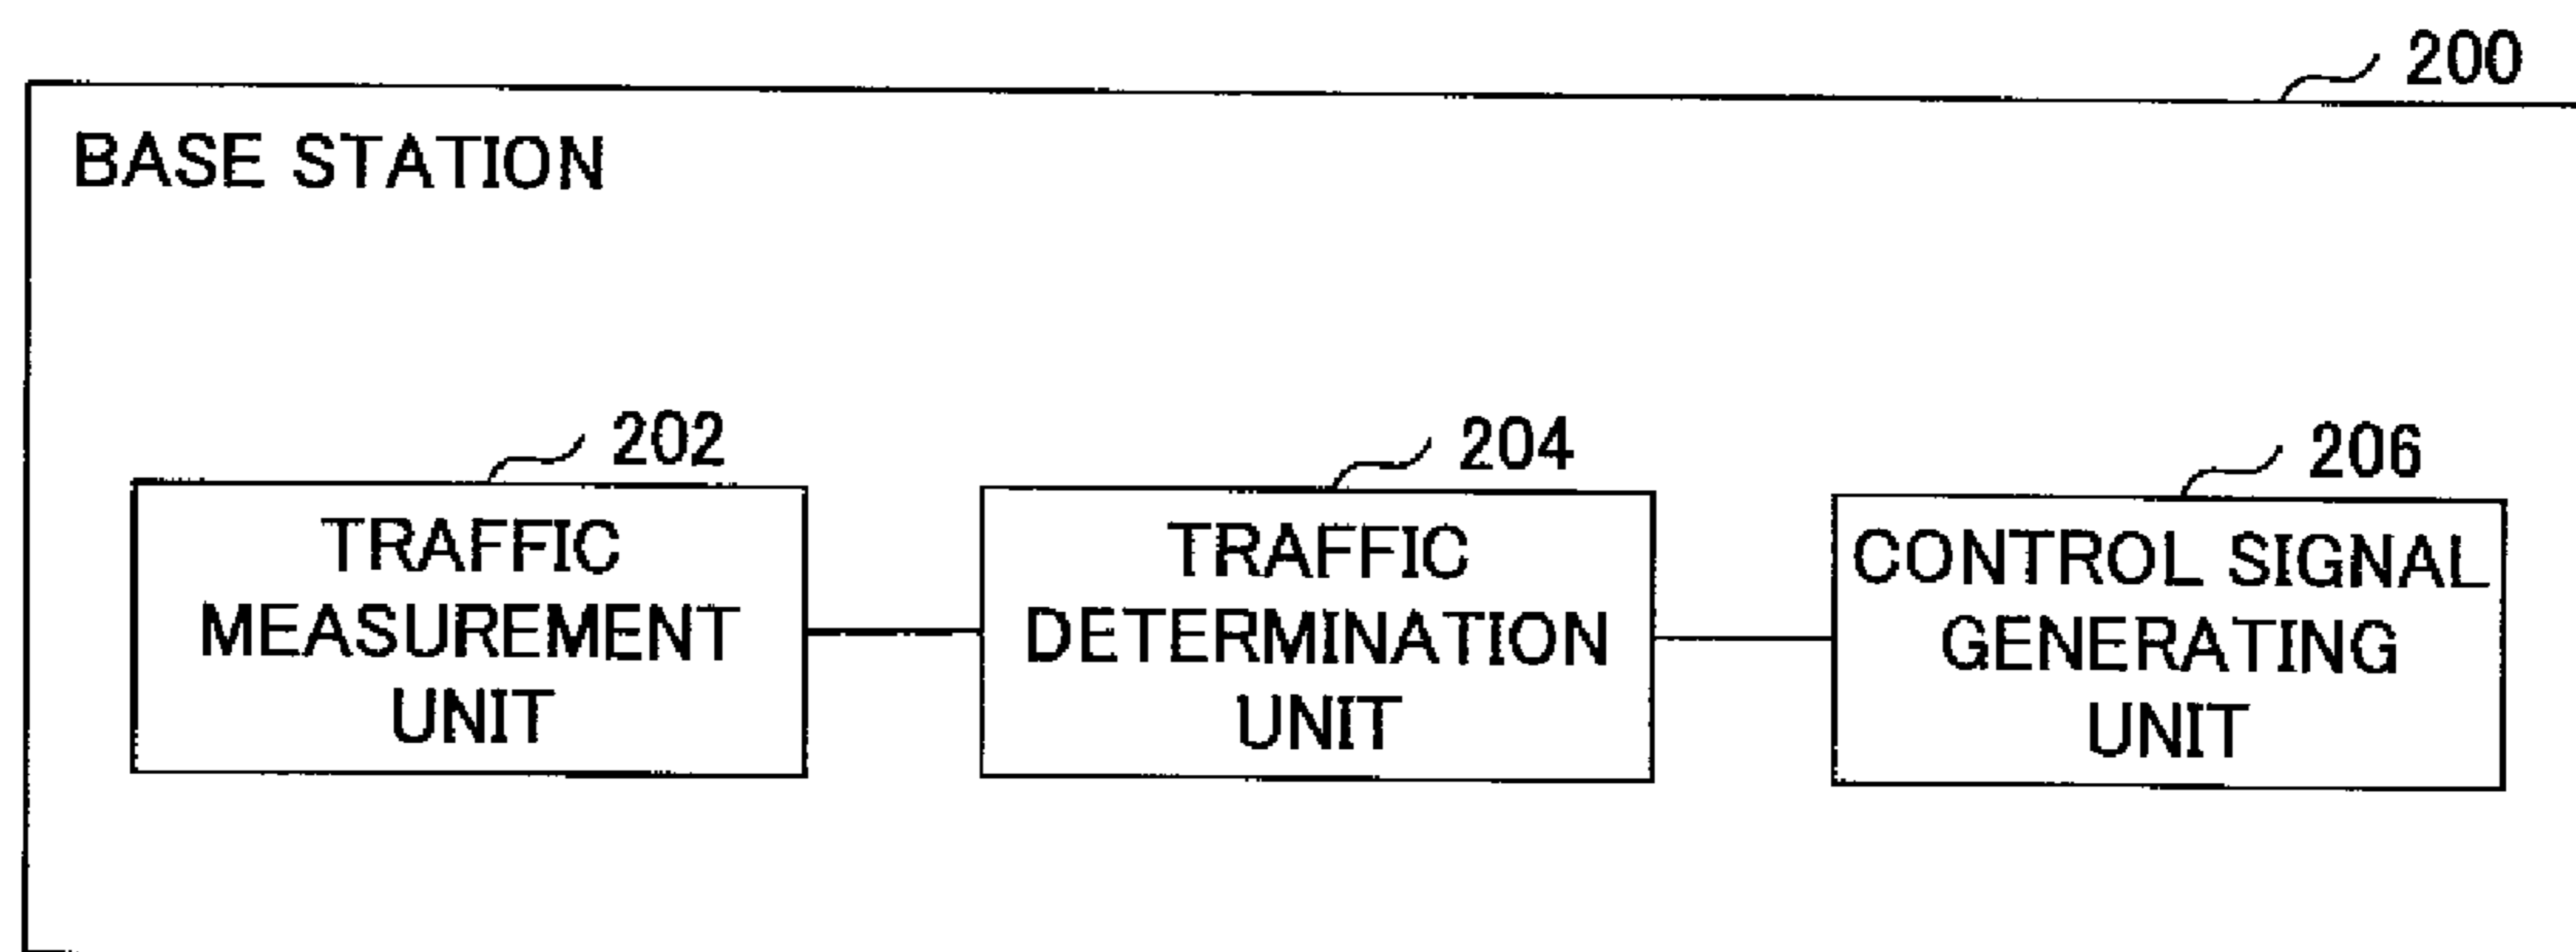 200
BASE STATION
202
204
206
TRAFFIC
MEASUREMENT
UNIT
TRAFFIC
DETERMINATION
UNIT
CONTROL SIGNAL
GENERATING
UNIT